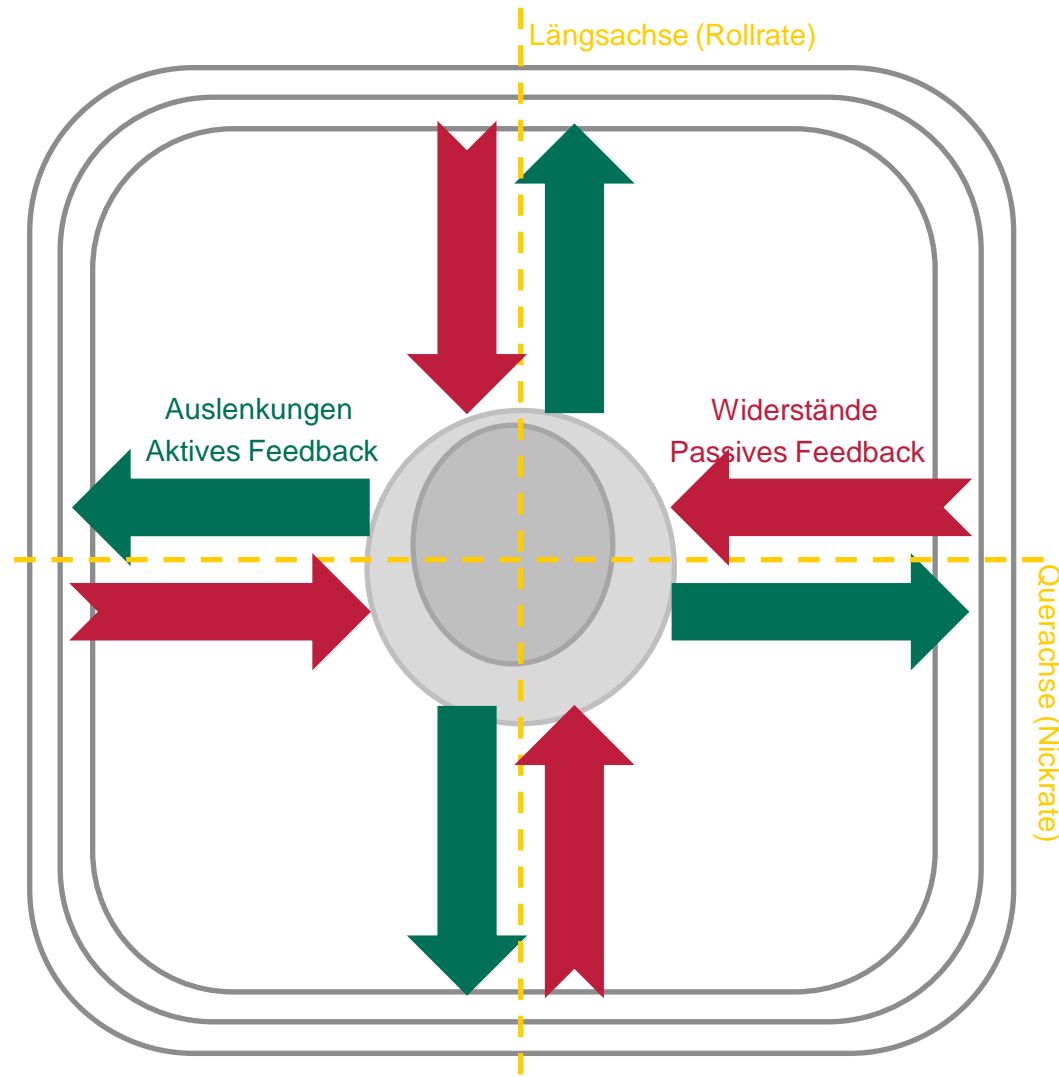 Längsachse (Rollrate)
Auslenkungen
Aktives Feedback
Widerstände
Passives Feedback
Querachse (Nickrate)